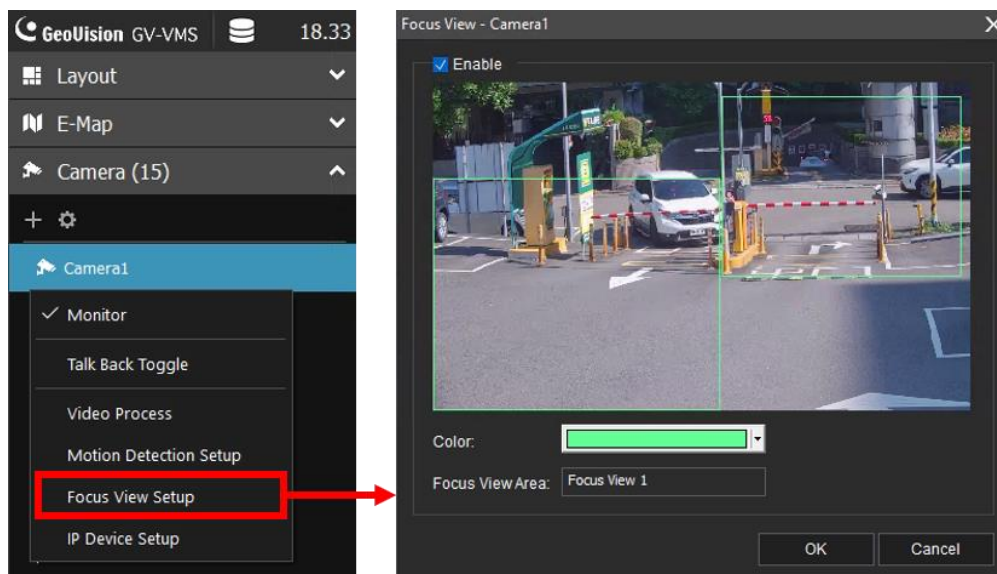 GeoVision GV-VMS 18.33
Layout
E-Map
Camera (15)
Camera1
Monitor
Talk Back Toggle
Video Process
Motion Detection Setup
Focus View Setup
IP Device Setup
Focus View - Camera1
Enable
Color:
Focus View Area: Focus View 1
OK Cancel